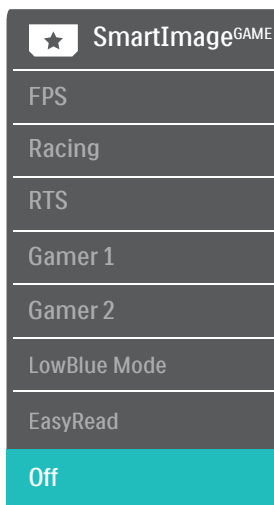 SmartImageGAME
FPS
Racing
RTS
Gamer 1
Gamer 2
LowBlue Mode
EasyRead
Off